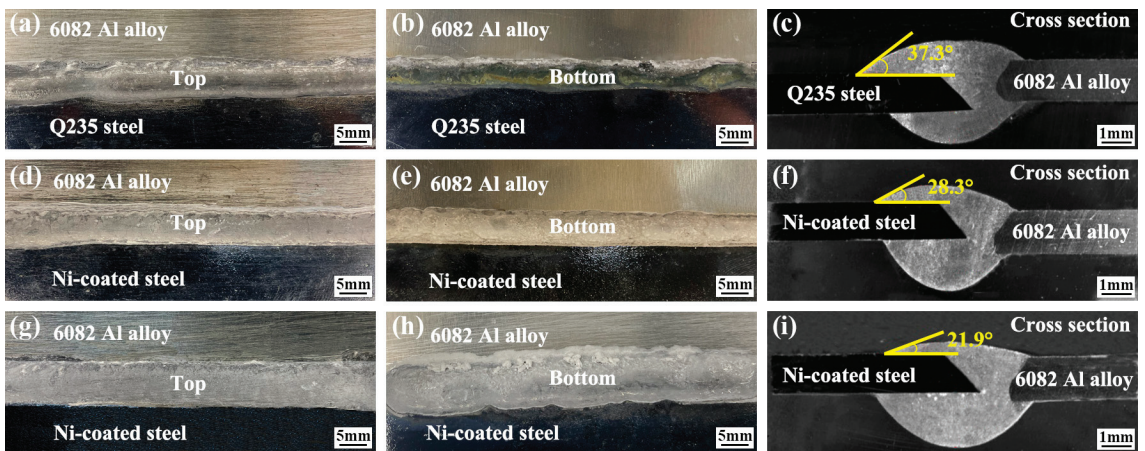 (a)
6082 Al alloy
Top
Q235 steel
5mm
(b)
6082 Al alloy
Bottom
Q235 steel
5mm
(c)
Cross section
37.3°
Q235 steel
6082 Al alloy
1mm
(d)
6082 Al alloy
Top
Ni-coated steel
5mm
(e)
6082 Al alloy
Bottom
Ni-coated steel
5mm
(f)
Cross section
28.3°
Ni-coated steel
6082 Al alloy
1mm
(g)
6082 Al alloy
Top
Ni-coated steel
5mm
(h)
6082 Al alloy
Bottom
Ni-coated steel
5mm
(i)
Cross section
21.9°
Ni-coated steel
6082 Al alloy
1mm